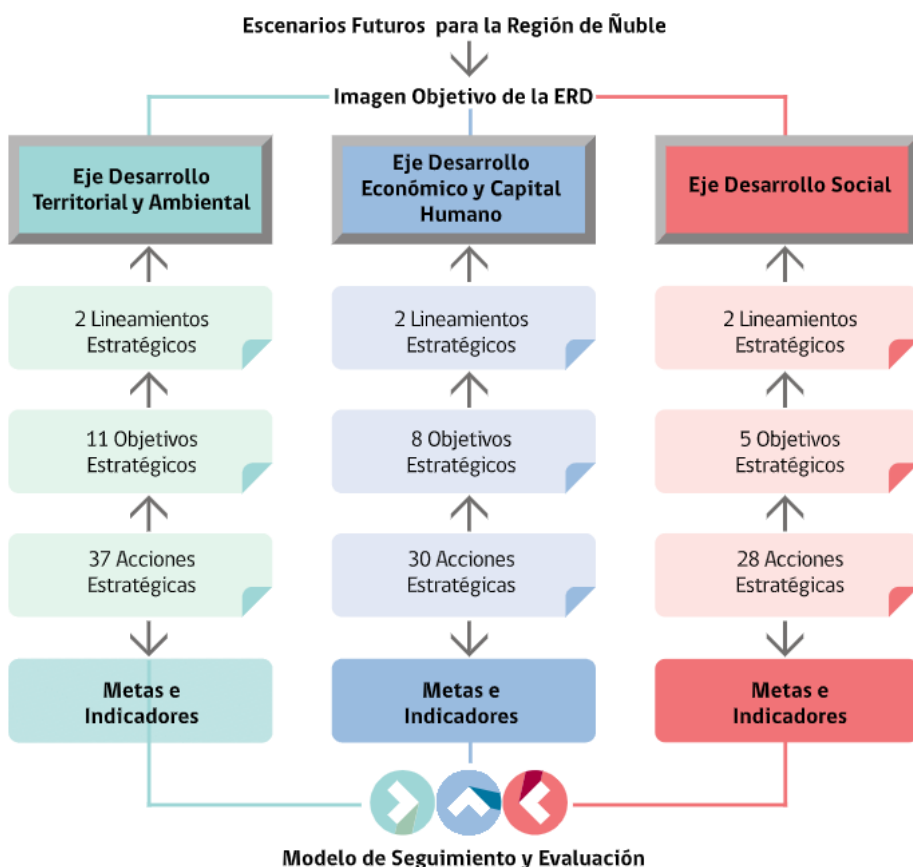 Escenarios Futuros para la Región de Ñuble
Imagen Objetivo de la ERD
Eje Desarrollo
Territorial y Ambiental
Eje Desarrollo
Económico y Capital
Humano
Eje Desarrollo Social
2 Lineamientos
Estratégicos
2 Lineamientos
Estratégicos
2 Lineamientos
Estratégicos
11 Objetivos
Estratégicos
8 Objetivos
Estratégicos
5 Objetivos
Estratégicos
37 Acciones
Estratégicas
30 Acciones
Estratégicas
28 Acciones
Estratégicas
Metas e
Indicadores
Metas e
Indicadores
Metas e
Indicadores
Modelo de Seguimiento y Evaluación